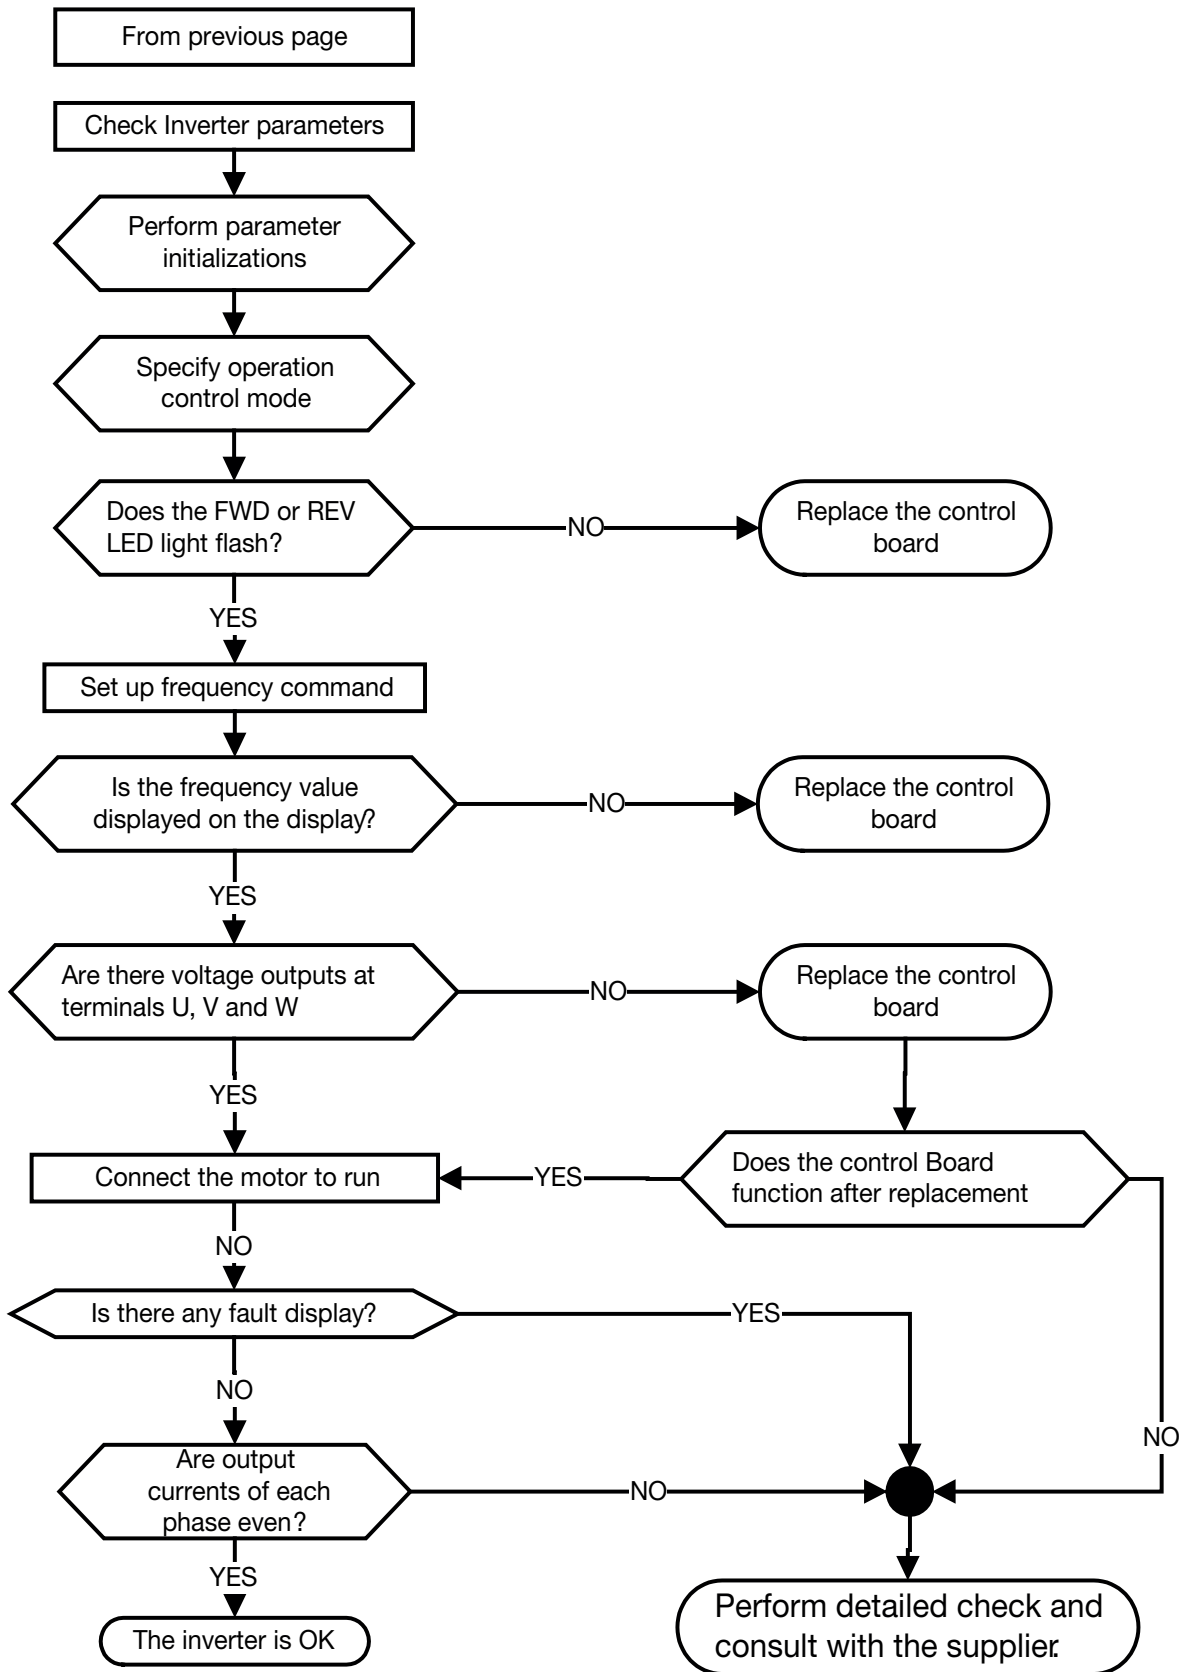 From previous page
Check Inverter parameters
Perform parameter
initializations
Specify operation
control mode
Does the FWD or REV
LED light flash?
NO
Replace the control
board
YES
Set up frequency command
Is the frequency value
displayed on the display?
NO
Replace the control
board
YES
Are there voltage outputs at
terminals U, V and W
NO
Replace the control
board
YES
Connect the motor to run
YES
Does the control Board
function after replacement
NO
Is there any fault display?
YES
NO
NO
Are output
currents of each
phase even?
NO
YES
The inverter is OK
Perform detailed check and
consult with the supplier.